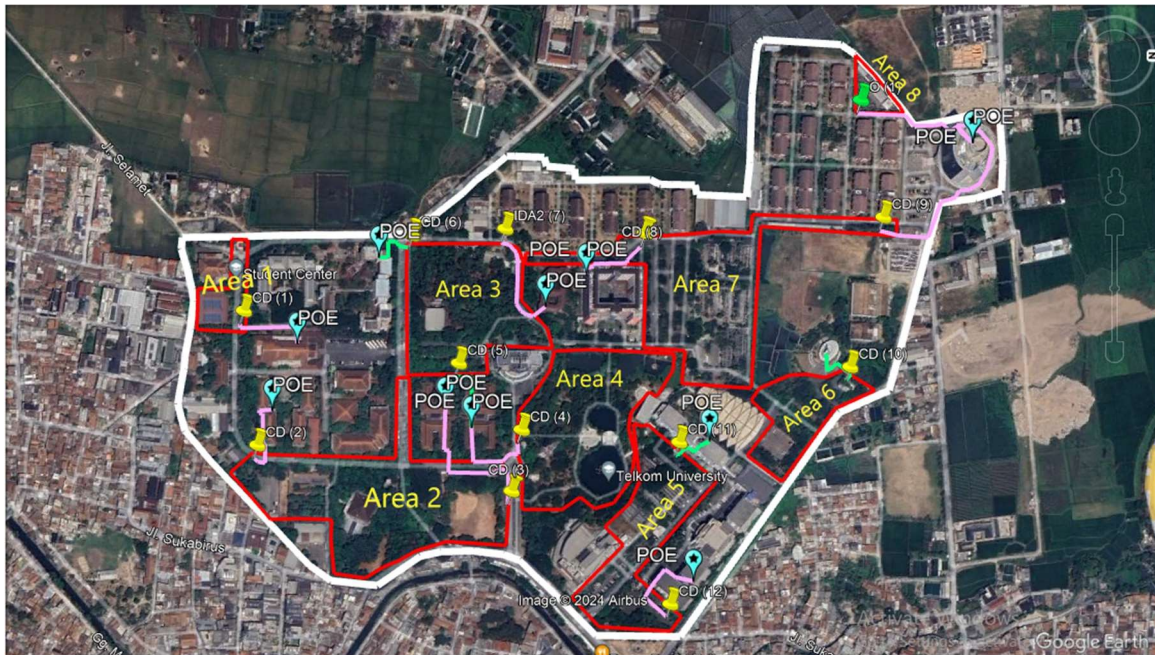 Area 8
O (1)
POE
POE
Jl. Selamet
CD (6)
IDA2 (7)
CD (8)
CD (9)
POE
POE
POE
Area 1
Student Center
Area 3
Area 7
CD (1)
POE
CD (5)
CD (10)
POE
POE
POE
Area 4
Area 6
POE
CD (4)
CD (2)
CD (11)
CD (3)
Telkom University
Area 2
Area 5
Jl. Sukabirus
POE
CD (12)
Image © 2024 Airbus
Google Earth